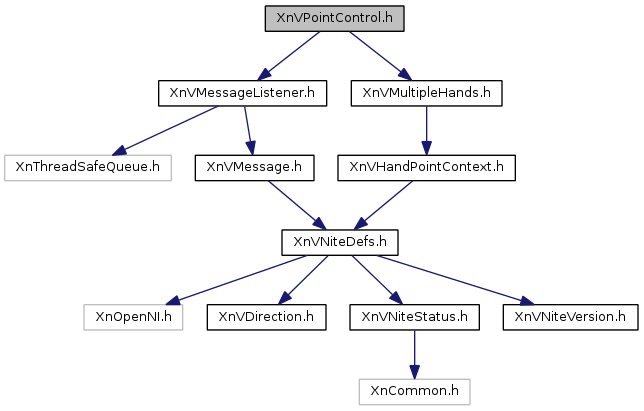 XnVPointControl.h
XnVMessageListener.h
XnVMultipleHands.h
XnThreadSafeQueue.h
XnVMessage.h
XnVHandPointContext.h
XnVNiteDefs.h
XnOpenNI.h
XnVDirection.h
XnVNiteStatus.h
XnVNiteVersion.h
XnCommon.h